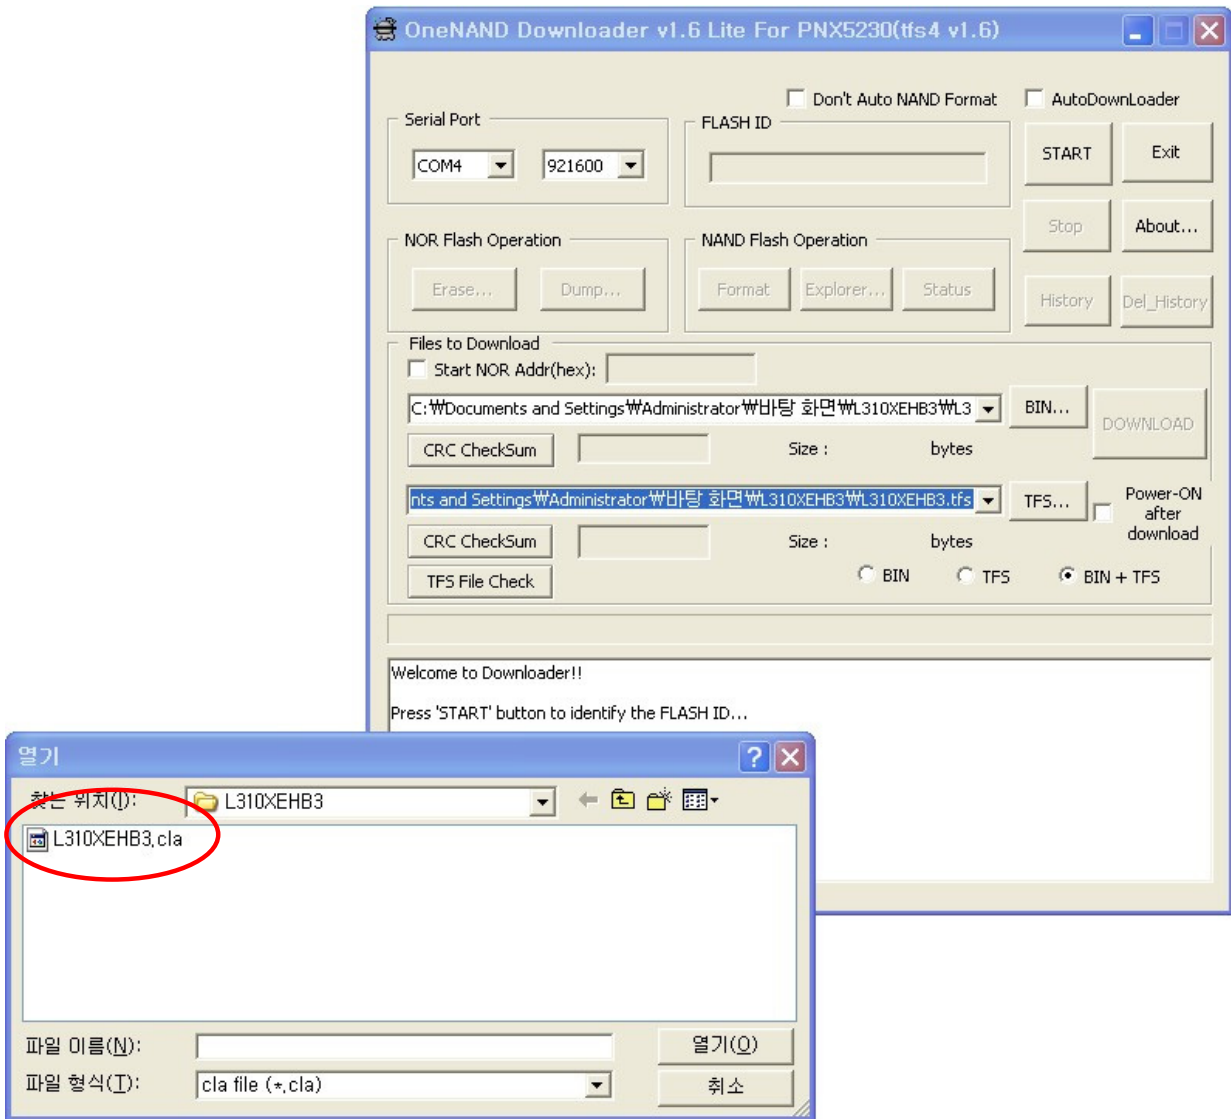 OneNAND Downloader v1.6 Lite For PNX5230(tfs4 v1.6)
Don't Auto NAND Format
AutoDownLoader
Serial Port
FLASH ID
COM4
921600
START
Exit
Stop
About...
NOR Flash Operation
NAND Flash Operation
Erase...
Dump...
Format
Explorer...
Status
History
Del_History
Files to Download
Start NOR Addr(hex):
C:₩Documents and Settings₩Administrator₩바탕 화면₩L310XEHB3₩L3
BIN...
DOWNLOAD
CRC CheckSum
Size :
bytes
nts and Settings₩Administrator₩바탕 화면₩L310XEHB3₩L310XEHB3.tfs
TFS...
Power-ON
after
download
CRC CheckSum
Size :
bytes
TFS File Check
BIN
TFS
BIN + TFS
Welcome to Downloader!!
Press 'START' button to identify the FLASH ID...
열기
찾는 위치(I):
L310XEHB3
L310XEHB3.cla
파일 이름(N):
열기(O)
파일 형식(T):
cla file (*.cla)
취소